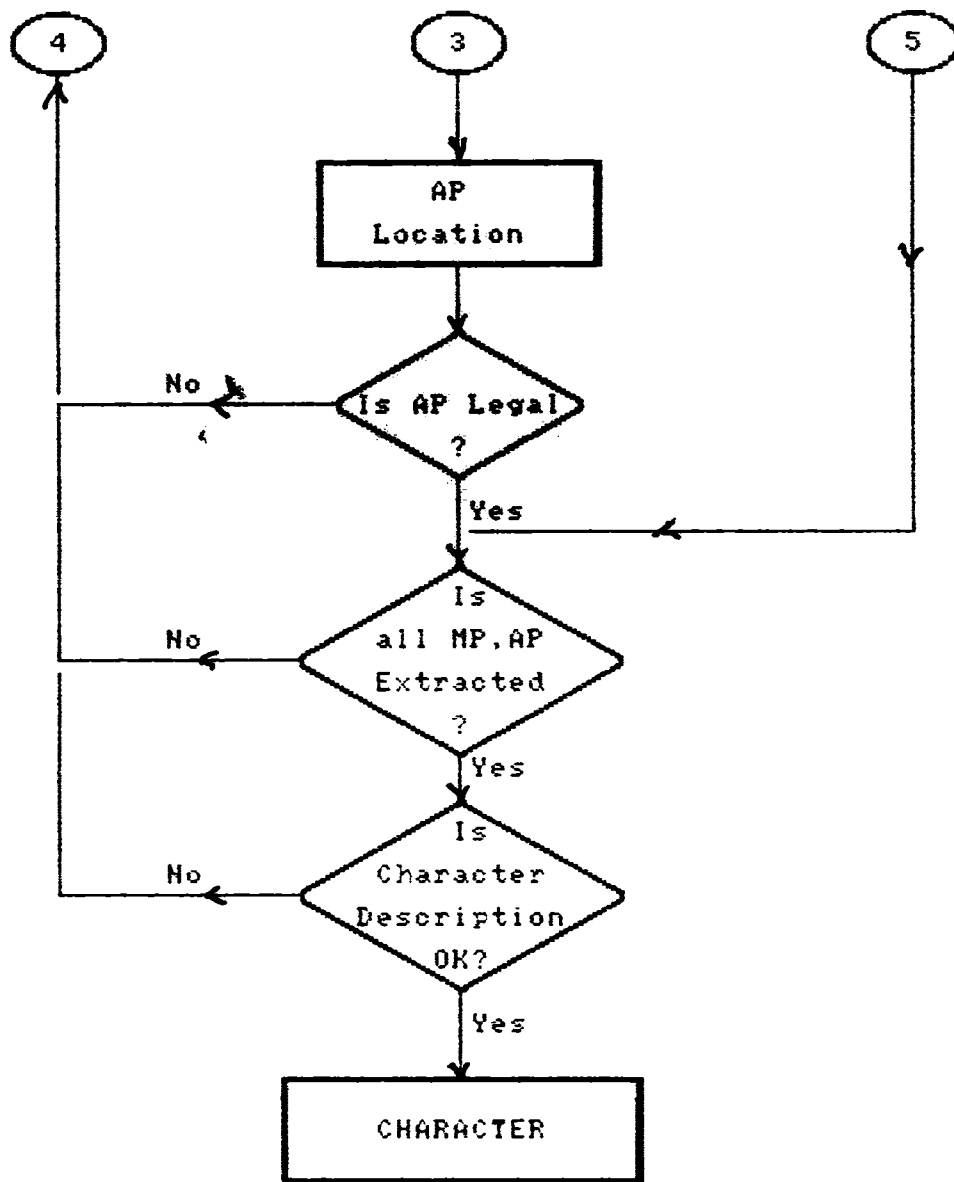 4
3
5
AP
Location
No
Is AP Legal
?
Yes
Is
all MP,AP
Extracted
?
No
Yes
Is
Character
Description
OK?
No
Yes
CHARACTER